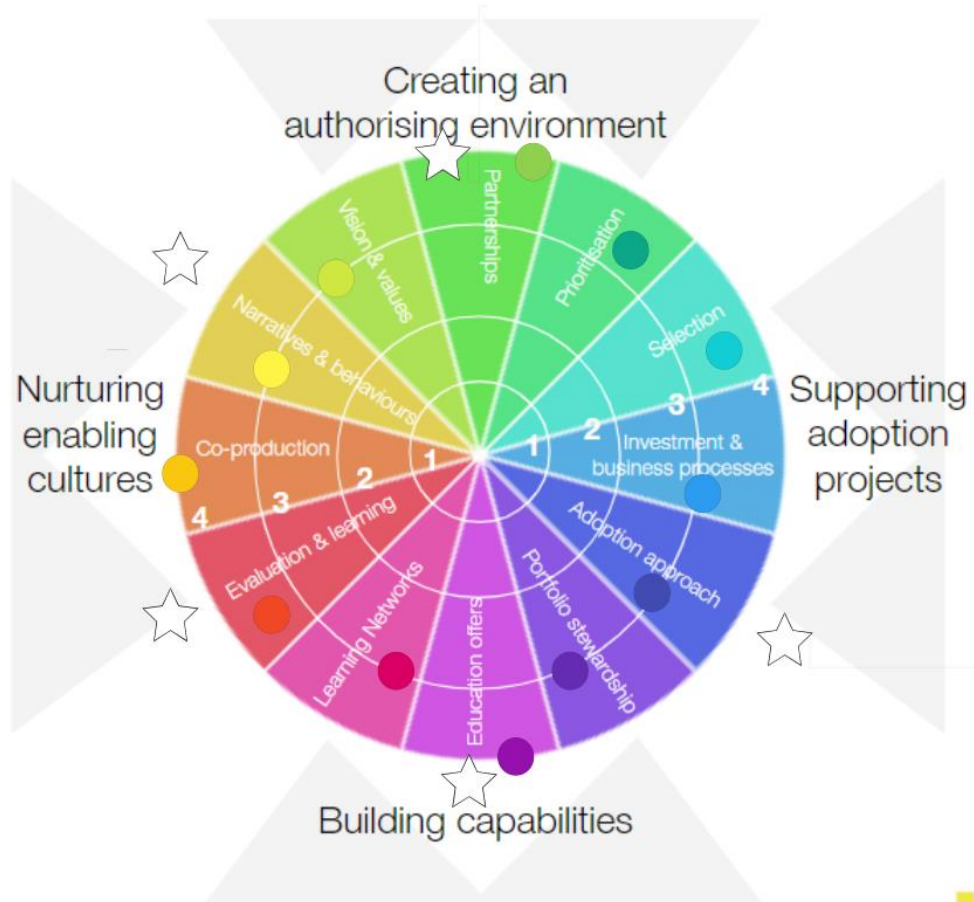 Creating an
authorising environment
Partnerships
Vision & values
Prioritisation
Narratives & behaviours
Selection
4
3
2
1
Nurturing
enabling
cultures
Supporting
adoption
projects
Co-production
Investment &
business processes
1
2
3
4
Evaluation & learning
Adoption approach
Learning Networks
Portfolio stewardship
Education offers
Building capabilities